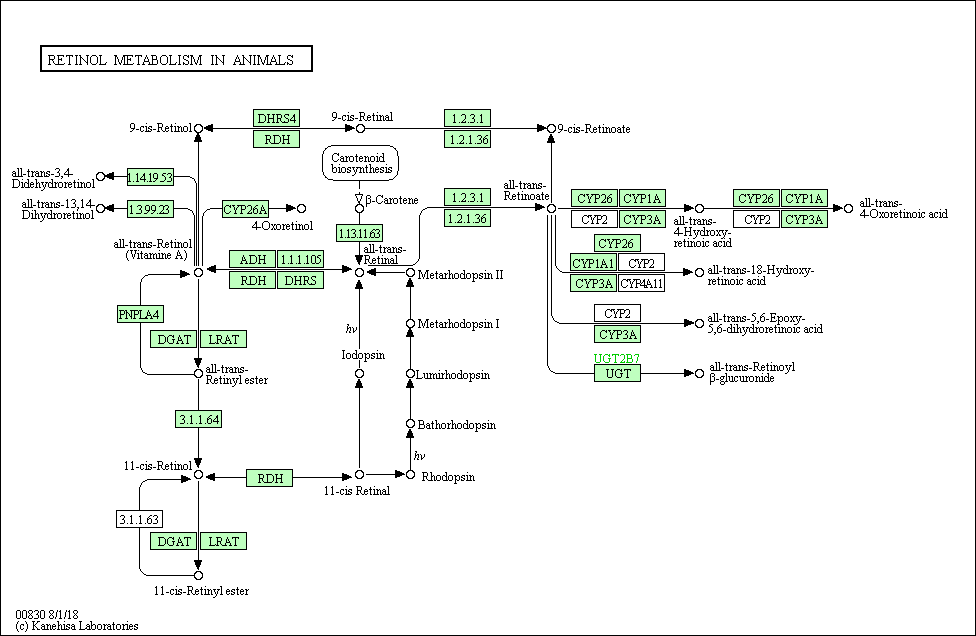 RETINOL METABOLISM IN ANIMALS
DHRS4
9-cis-Retinal
1.2.3.1
9-cis-Retinol
9-cis-Retinoate
RDH
1.2.1.36
Carotenoid
biosynthesis
all-trans-3,4-
Didehydroretinol
1.14.19.53
all-trans-13,14-
Dihydroretinol
1.3.99.23
CYP26A
4-Oxoretinol
β-Carotene
1.13.11.63
all-trans-
Retinal
1.2.3.1
1.2.1.36
all-trans-
Retinoate
CYP26
CYP1A
CYP2
CYP3A
all-trans-
4-Hydroxy-
retinoic acid
CYP26
CYP1A
CYP2
CYP3A
all-trans-
4-Oxoretinoic acid
all-trans-Retinol
(Vitamine A)
ADH
1.1.1.105
RDH
DHRS
Metarhodopsin II
CYP26
CYP1A1
CYP2
CYP3A
CYP4A11
all-trans-18-Hydroxy-
retinoic acid
PNPLA4
DGAT
LRAT
hν
Metarhodopsin I
CYP2
CYP3A
all-trans-5,6-Epoxy-
5,6-dihydroretinoic acid
Iodopsin
all-trans-
Retinyl ester
Lumirhodopsin
UGT2B7
UGT
all-trans-Retinoyl
β-glucuronide
3.1.1.64
Bathorhodopsin
hν
11-cis-Retinol
RDH
11-cis Retinal
Rhodopsin
3.1.1.63
DGAT
LRAT
11-cis-Retinyl ester
00830 8/1/18
(c) Kanehisa Laboratories